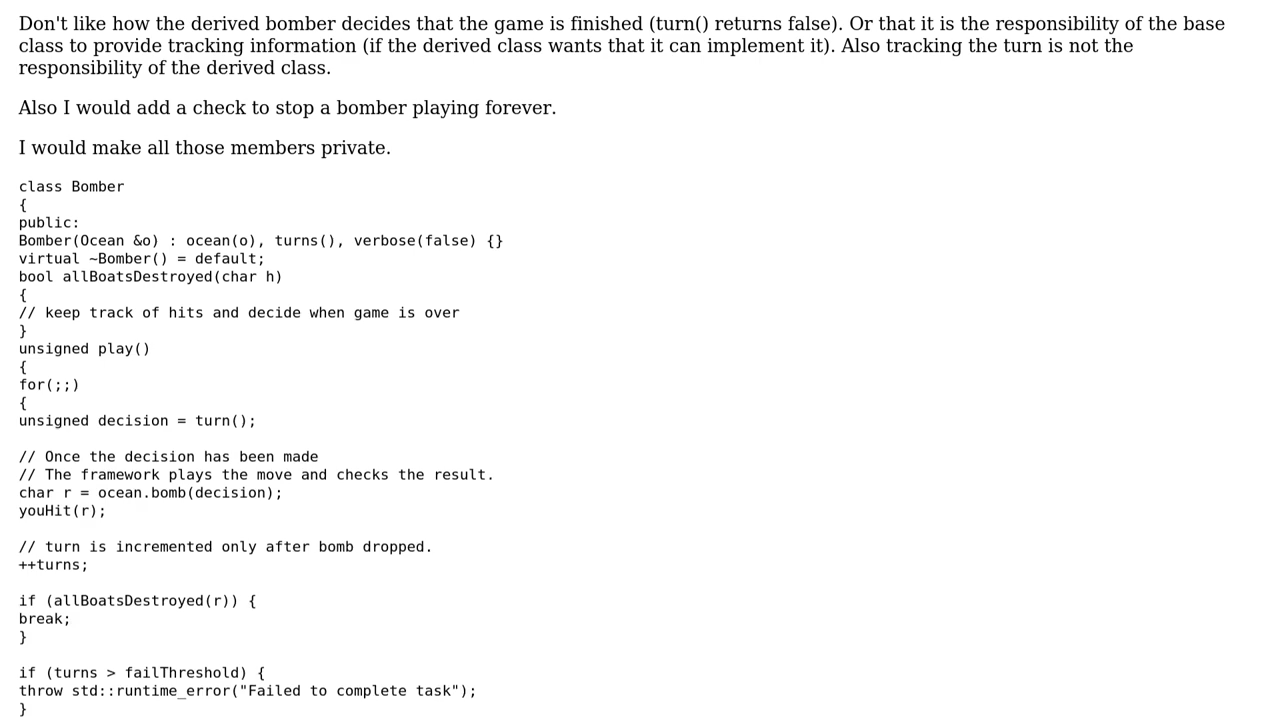 Don't like how the derived bomber decides that the game is finished (turn() returns false). Or that it is the responsibility of the base
class to provide tracking information (if the derived class wants that it can implement it). Also tracking the turn is not the
responsibility of the derived class.
Also I would add a check to stop a bomber playing forever.
I would make all those members private.
class Bomber
{
public:
Bomber(Ocean &o) : ocean(o), turns(), verbose(false) {}
virtual ~Bomber() = default;
bool allBoatsDestroyed(char h)
{
// keep track of hits and decide when game is over
}
unsigned play()
{
for(;;)
{
unsigned decision = turn();
// Once the decision has been made
// The framework plays the move and checks the result.
char r = ocean.bomb(decision);
youHit(r);
// turn is incremented only after bomb dropped.
++turns;
if (allBoatsDestroyed(r)) {
break;
}
if (turns > failThreshold) {
throw std::runtime_error("Failed to complete task");
}